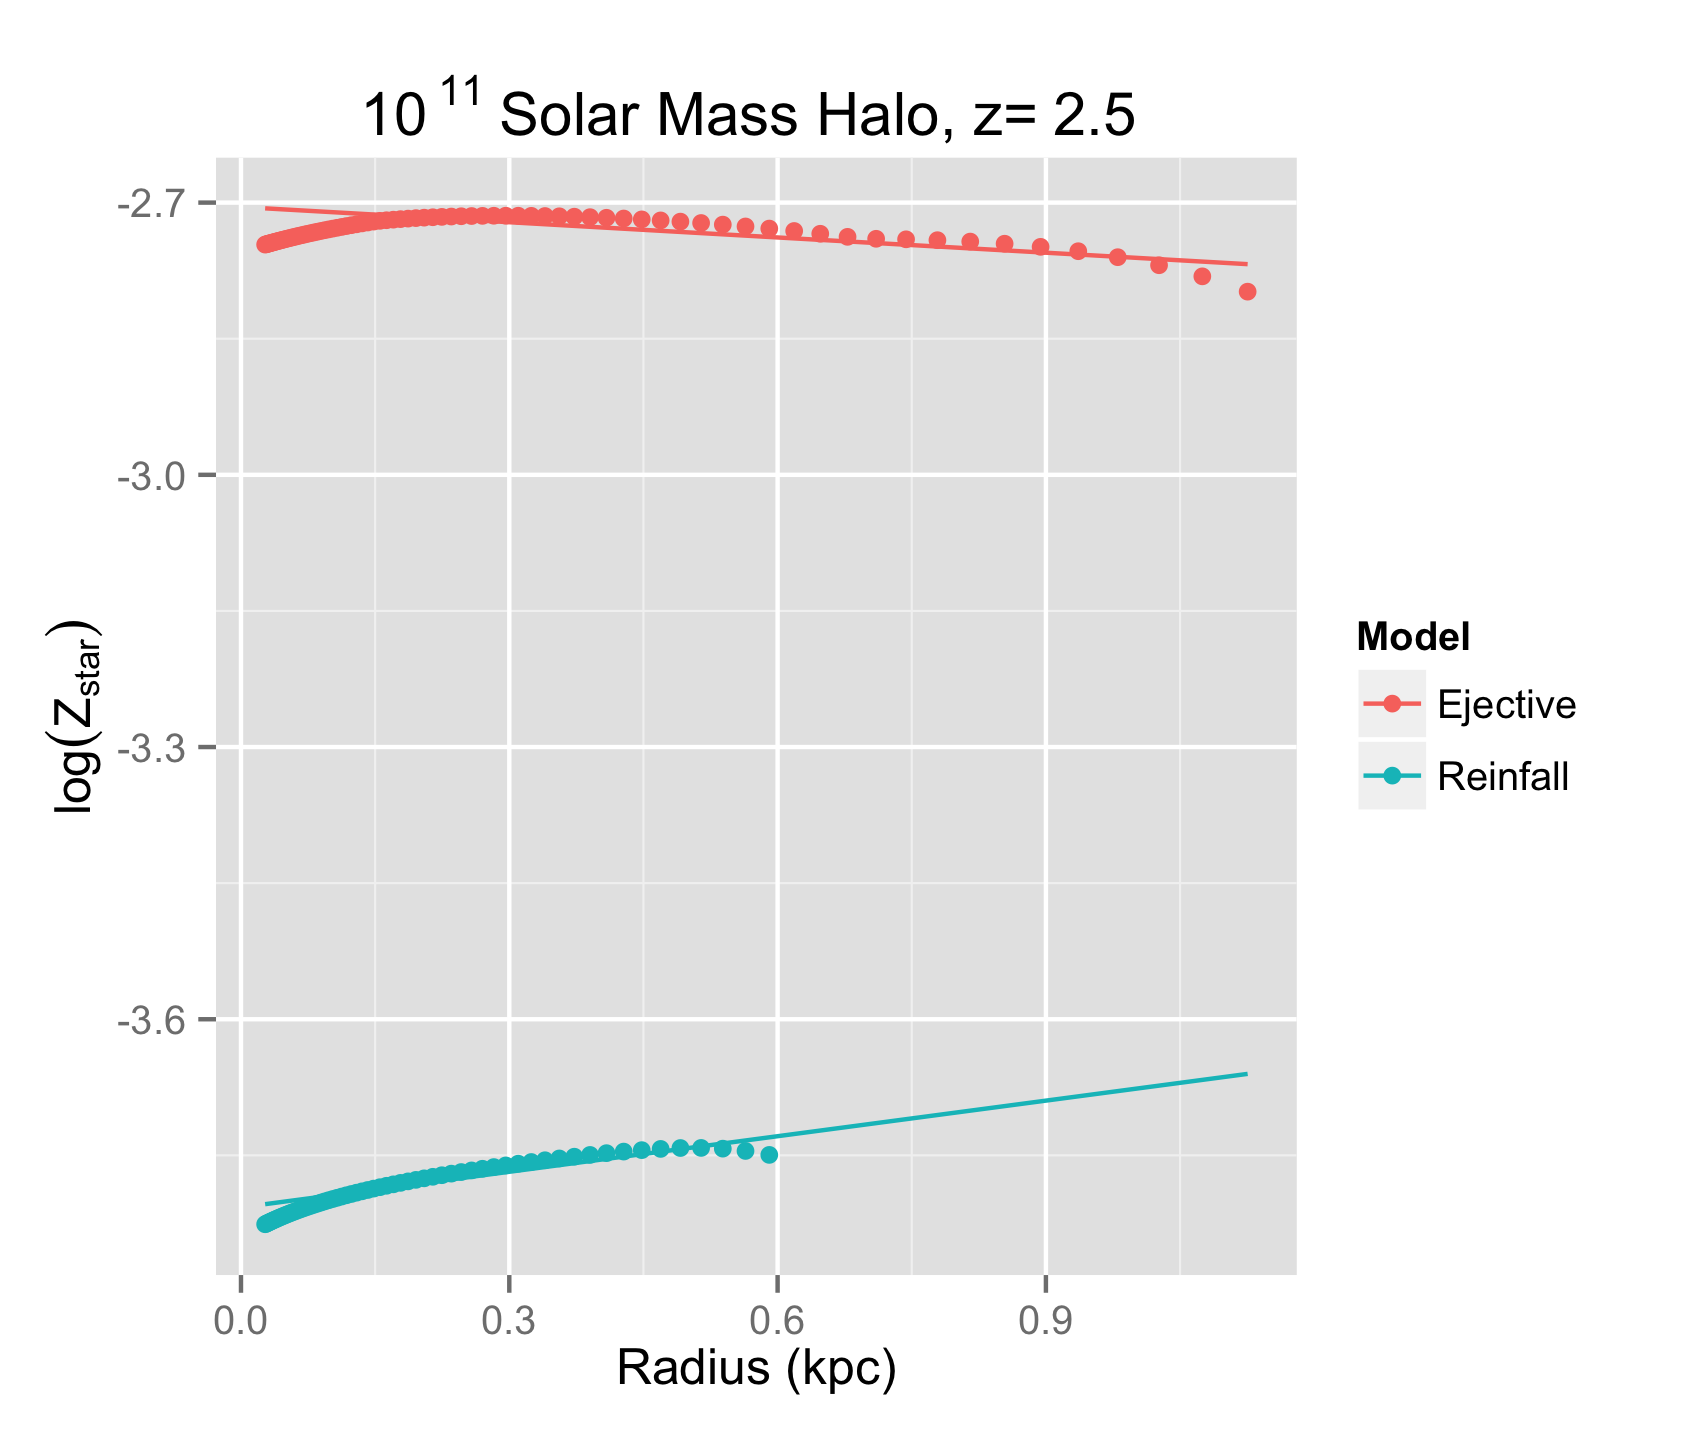 10 11 Solar Mass Halo, z= 2.5
-2.7
-3.0
-3.3
-3.6
log(Zstar)
0.0 0.3 0.6 0.9
Radius (kpc)
Model
Ejective
Reinfall